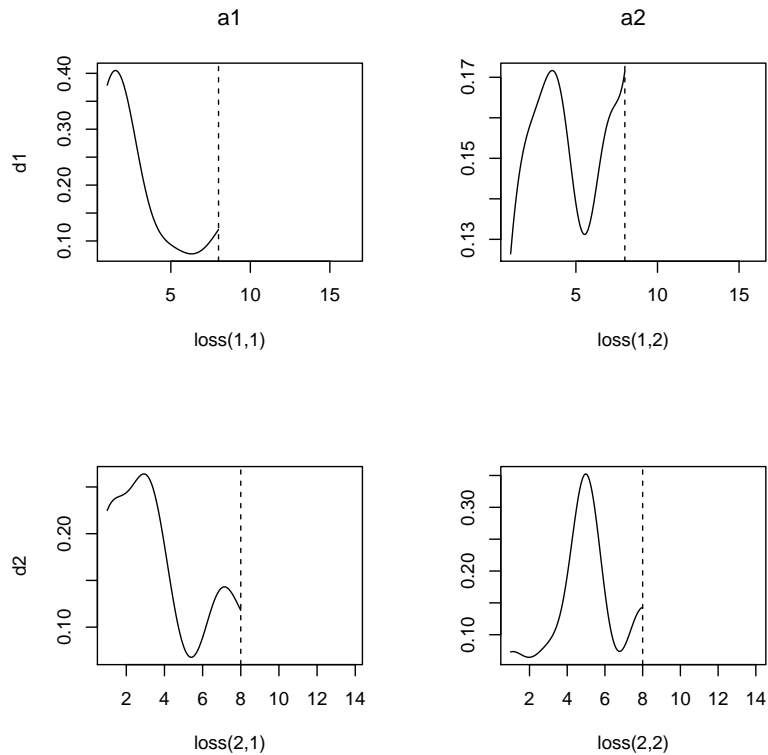 a1
a2
d1
0.10 0.20 0.30 0.40
5 10 15
loss(1,1)
0.13 0.15 0.17
5 10 15
loss(1,2)
d2
0.10 0.20
2 4 6 8 10 12 14
loss(2,1)
0.10 0.20 0.30
2 4 6 8 10 12 14
loss(2,2)